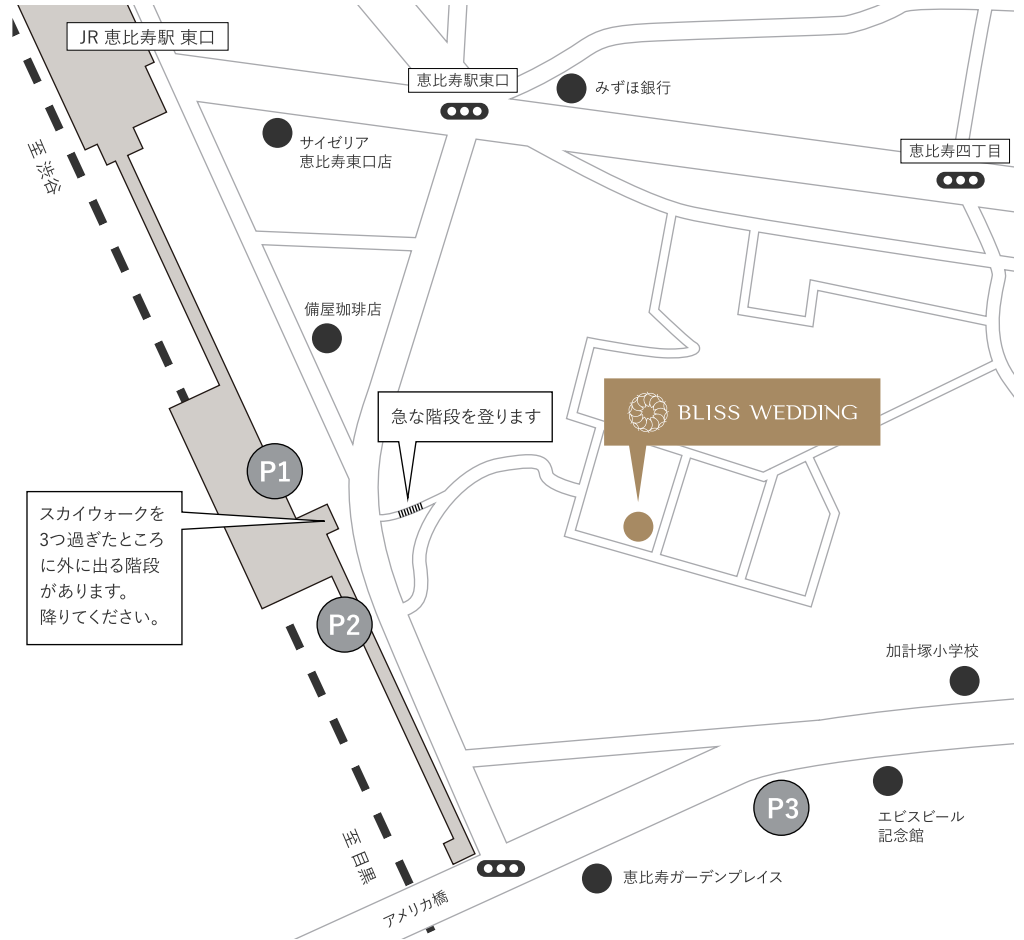 JR 恵比寿駅 東口
恵比寿駅東口
みずほ銀行
サイゼリア
恵比寿東口店
恵比寿四丁目
至 渋谷
備屋珈琲店
急な階段を登ります
BLISS WEDDING
P1
スカイウォークを
3つ過ぎたところ
に外に出る階段
があります。
降りてください。
P2
加計塚小学校
P3
エビスビール
記念館
至 目黒
恵比寿ガーデンプレイス
アメリカ橋